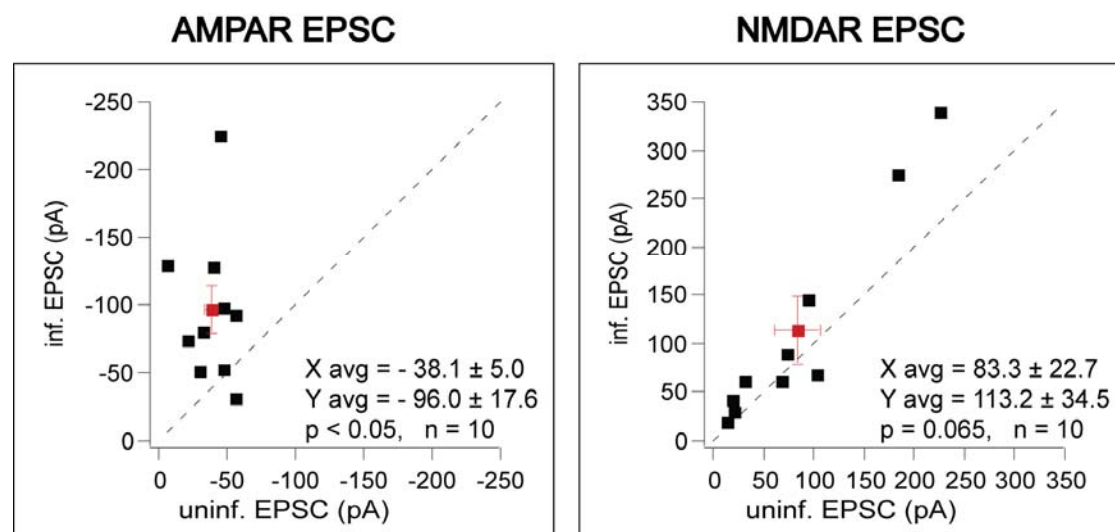 AMPAR EPSC
-250
-200
-150
-100
-50
0
inf. EPSC (pA)
X avg = - 38.1 ± 5.0
Y avg = - 96.0 ± 17.6
p < 0.05, n = 10
0 -50 -100 -150 -200 -250
uninf. EPSC (pA)
NMDAR EPSC
350
300
250
200
150
100
50
0
inf. EPSC (pA)
X avg = 83.3 ± 22.7
Y avg = 113.2 ± 34.5
p = 0.065, n = 10
0 50 100 150 200 250 300 350
uninf. EPSC (pA)